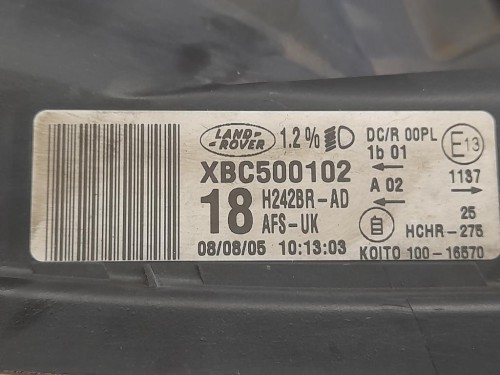 LAND ROVER 1.2% DC/R 00PL E13
1b 01
XBC500102 A 02 1137
18 H242BR-AD
AFS-UK 25
HCHR-275
08/08/05 10:13:03 KOITO 100-16570